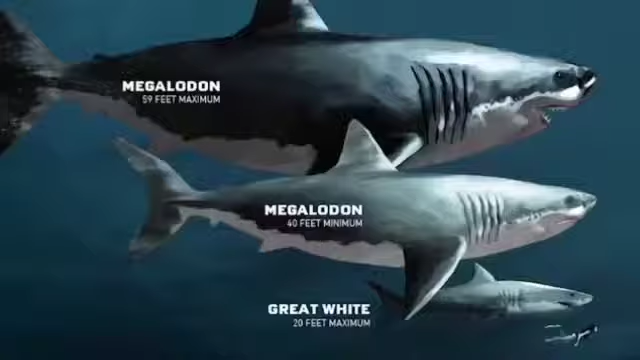 MEGALODON
59 FEET MAXIMUM
MEGALODON
40 FEET MINIMUM
GREAT WHITE
20 FEET MAXIMUM